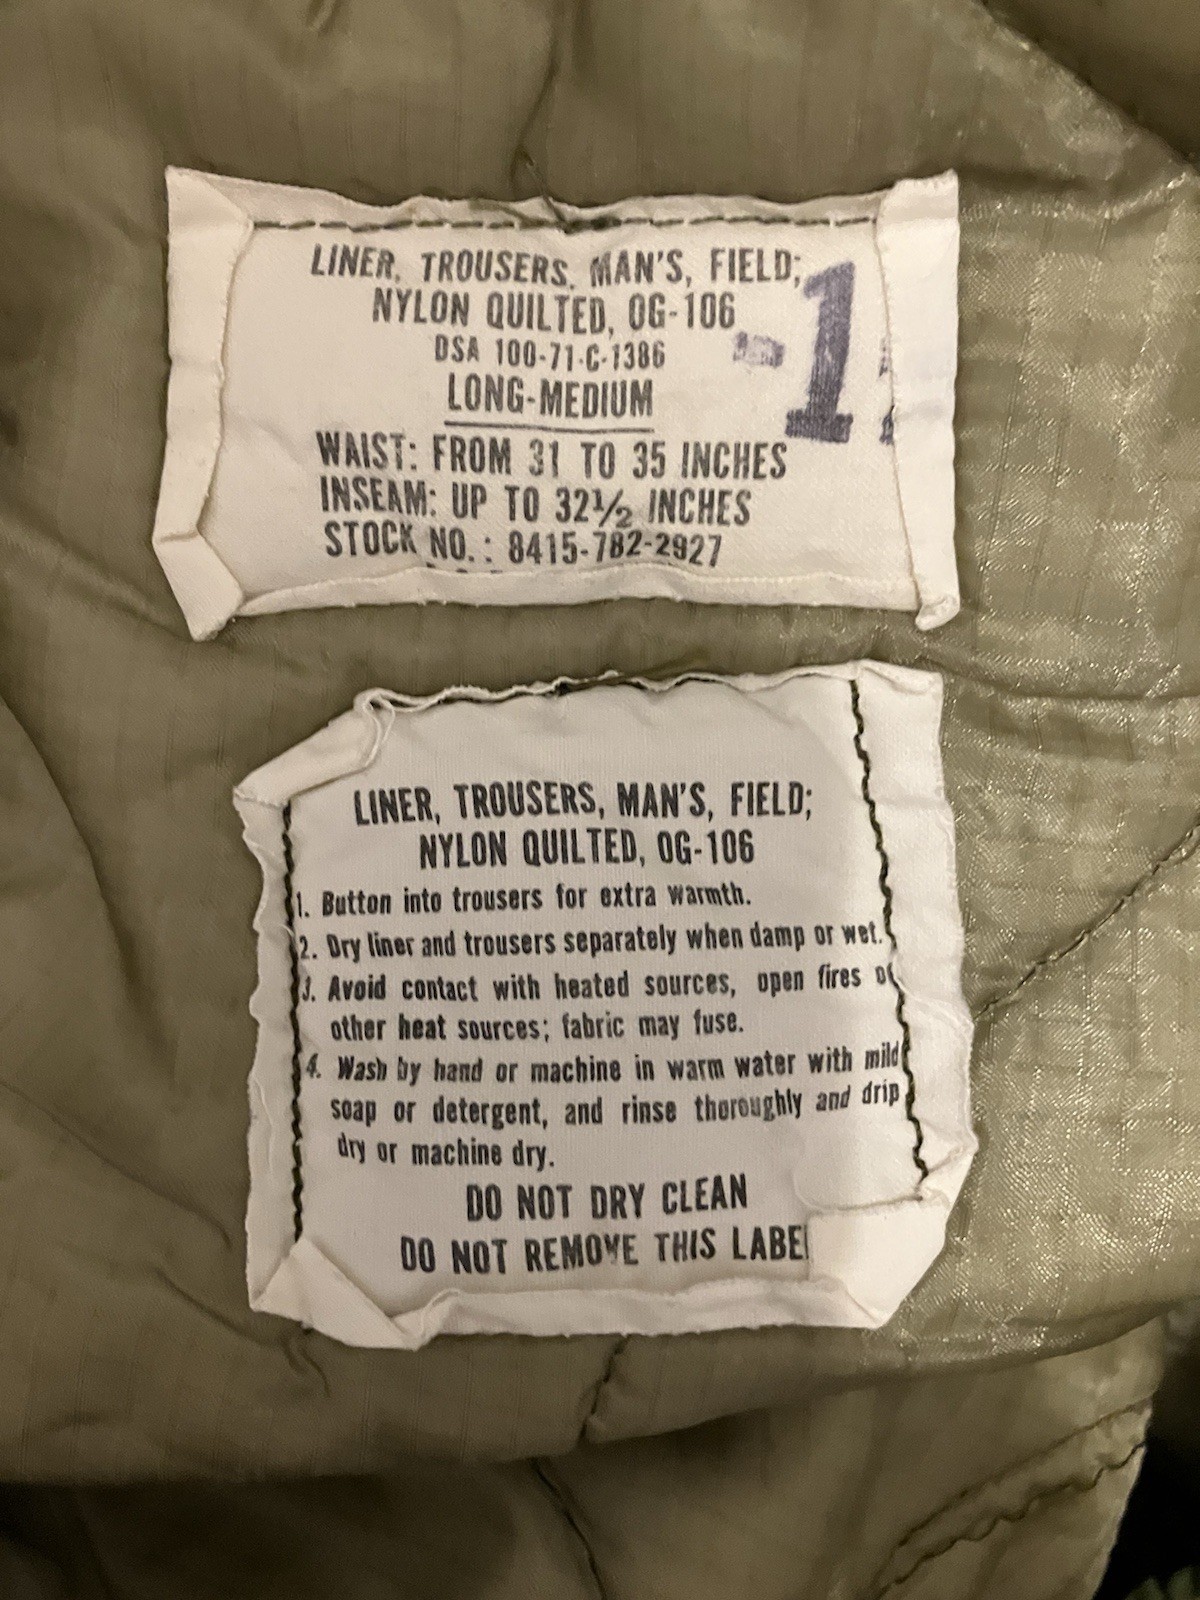 LINER, TROUSERS, MAN'S, FIELD;
NYLON QUILTED, OG-106
DSA 100-71-C-1386
LONG-MEDIUM
WAIST: FROM 31 TO 35 INCHES
INSEAM: UP TO 32½ INCHES
STOCK NO.: 8415-782-2927
-1
LINER, TROUSERS, MAN'S, FIELD;
NYLON QUILTED, OG-106
1. Button into trousers for extra warmth.
2. Dry liner and trousers separately when damp or wet.
3. Avoid contact with heated sources, open fires or
other heat sources; fabric may fuse.
4. Wash by hand or machine in warm water with mild
soap or detergent, and rinse thoroughly and drip
dry or machine dry.
DO NOT DRY CLEAN
DO NOT REMOVE THIS LABEL